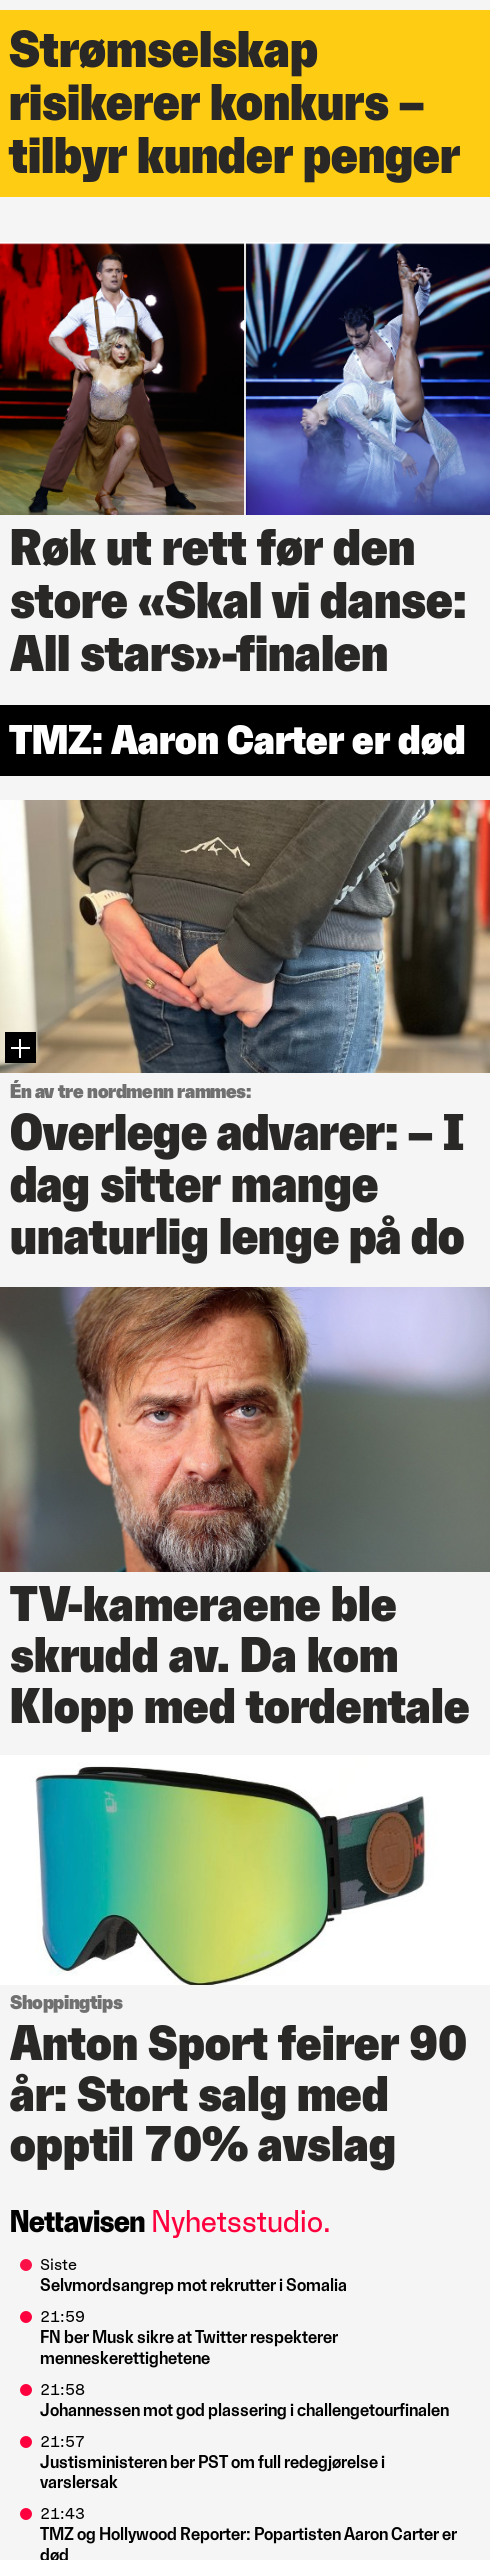 Strømselskap
risikerer konkurs –
tilbyr kunder penger
Røk ut rett før den
store «Skal vi danse:
All stars»-finalen
TMZ: Aaron Carter er død
Én av tre nordmenn rammes:
Overlege advarer: – I
dag sitter mange
unaturlig lenge på do
TV-kameraene ble
skrudd av. Da kom
Klopp med tordentale
Shoppingtips
Anton Sport feirer 90
år: Stort salg med
opptil 70% avslag
Nettavisen Nyhetsstudio.
Siste
Selvmordsangrep mot rekrutter i Somalia
21:59
FN ber Musk sikre at Twitter respekterer
menneskerettighetene
21:58
Johannessen mot god plassering i challengetourfinalen
21:57
Justisministeren ber PST om full redegjørelse i
varslersak
21:43
TMZ og Hollywood Reporter: Popartisten Aaron Carter er
død